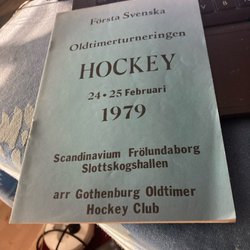 Första Svenska
Oldtimerturneringen
HOCKEY
24 • 25 Februari
1979
Scandinavium Frölundaborg
Slottskogshallen
arr Gothenburg Oldtimer
Hockey Club